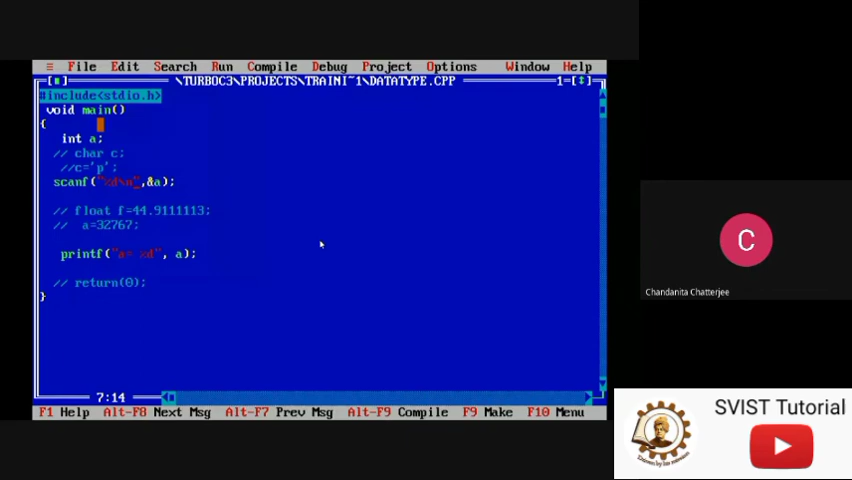 ≡ File Edit Search Run Compile Debug Project Options Window Help
[■] \TURBOC3\PROJECTS\TRAINI~1\DATATYPE.CPP 1=[↕]
#include<stdio.h>
void main()
{
int a;
// char c;
//c='p';
scanf("%d\n",&a);
// float f=44.9111113;
// a=32767;
printf("a= %d", a);
// return(0);
}
7:14
F1 Help Alt-F8 Next Msg Alt-F7 Prev Msg Alt-F9 Compile F9 Make F10 Menu
C
Chandanita Chatterjee
SVIST Tutorial